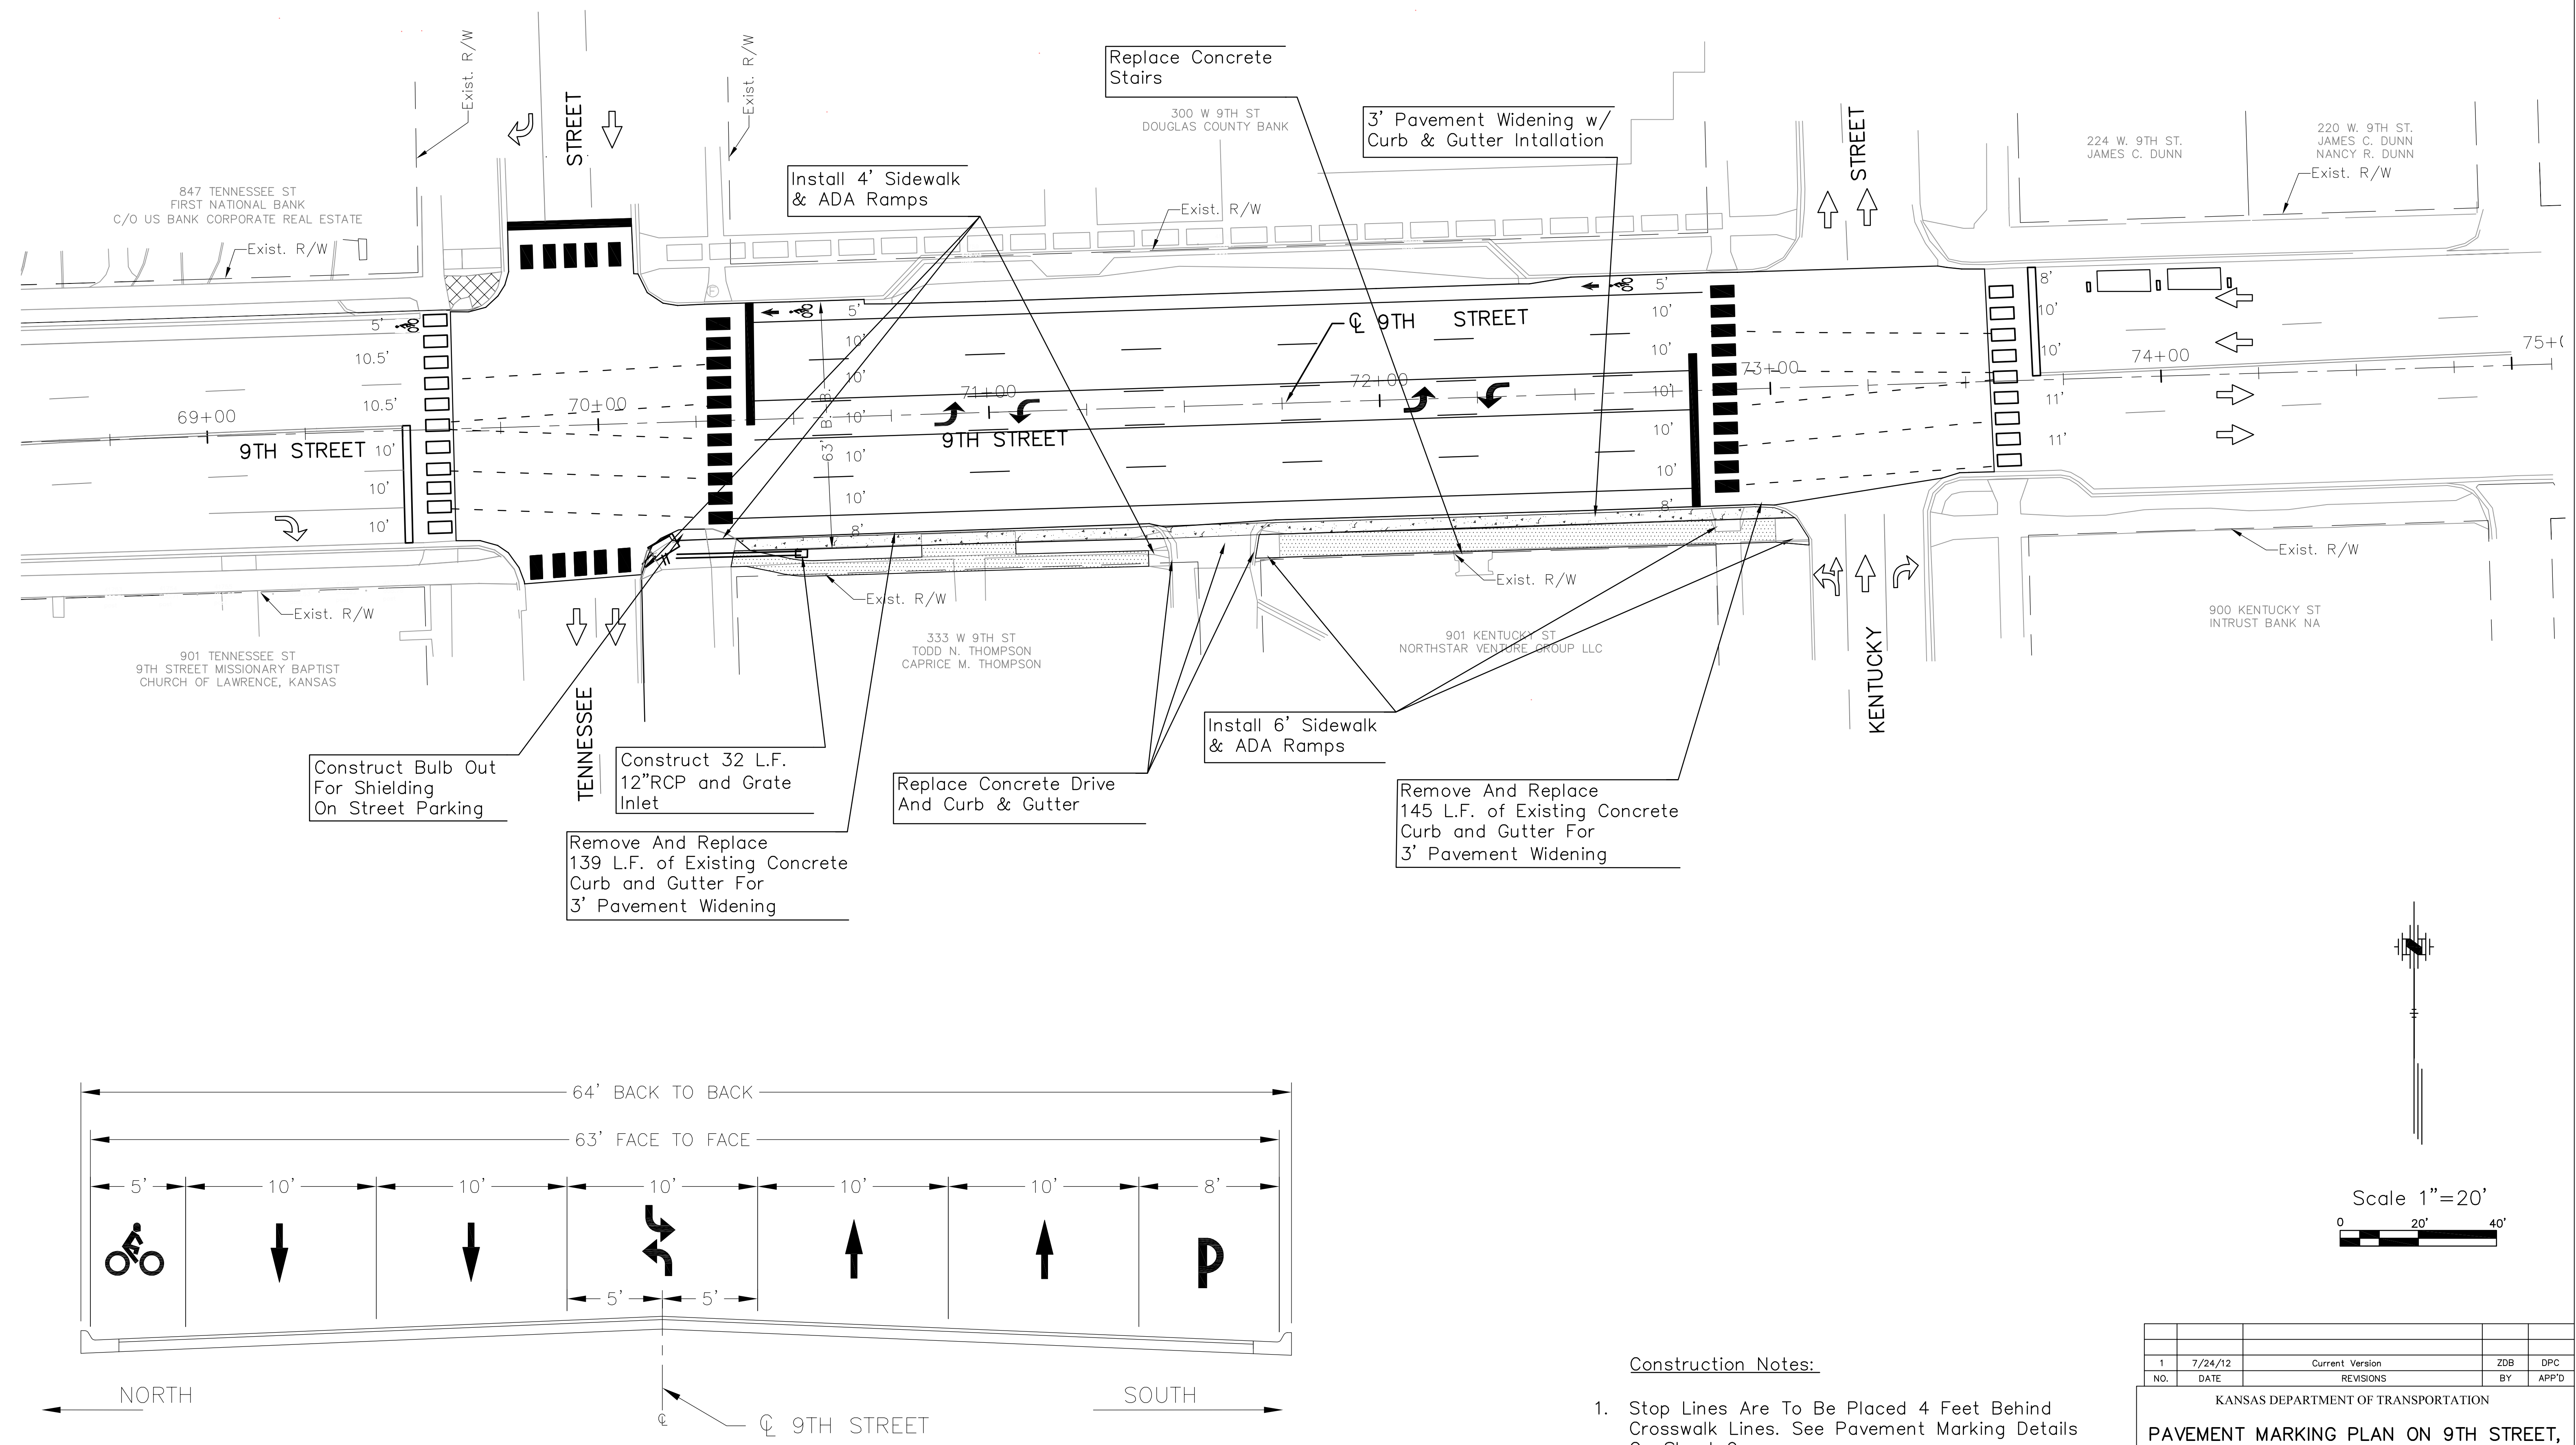 Exist. R/W
Exist. R/W
STREET
Replace Concrete
Stairs
300 W 9TH ST
DOUGLAS COUNTY BANK
3' Pavement Widening w/
Curb & Gutter Intallation
STREET
224 W. 9TH ST.
JAMES C. DUNN
220 W. 9TH ST.
JAMES C. DUNN
NANCY R. DUNN
Exist. R/W
847 TENNESSEE ST
FIRST NATIONAL BANK
C/O US BANK CORPORATE REAL ESTATE
Exist. R/W
Install 4' Sidewalk
& ADA Ramps
Exist. R/W
5'
10.5'
10.5'
10'
10'
10'
69+00
9TH STREET
70+00
5'
10'
10'
10'
10'
10'
8'
63' B.-B.
71+00
9TH STREET
℄ 9TH STREET
72+00
5'
10'
10'
10'
10'
10'
8'
73+00
8'
10'
10'
11'
11'
74+00
75+0
Exist. R/W
Exist. R/W
Exist. R/W
Exist. R/W
901 TENNESSEE ST
9TH STREET MISSIONARY BAPTIST
CHURCH OF LAWRENCE, KANSAS
333 W 9TH ST
TODD N. THOMPSON
CAPRICE M. THOMPSON
901 KENTUCKY ST
NORTHSTAR VENTURE GROUP LLC
900 KENTUCKY ST
INTRUST BANK NA
TENNESSEE
KENTUCKY
Construct Bulb Out
For Shielding
On Street Parking
Construct 32 L.F.
12"RCP and Grate
Inlet
Replace Concrete Drive
And Curb & Gutter
Install 6' Sidewalk
& ADA Ramps
Remove And Replace
139 L.F. of Existing Concrete
Curb and Gutter For
3' Pavement Widening
Remove And Replace
145 L.F. of Existing Concrete
Curb and Gutter For
3' Pavement Widening
N
Scale 1"=20'
0 20' 40'
64' BACK TO BACK
63' FACE TO FACE
5' 10' 10' 10' 10' 10' 8'
P
5' 5'
NORTH
SOUTH
℄
℄ 9TH STREET
Construction Notes:
1. Stop Lines Are To Be Placed 4 Feet Behind
Crosswalk Lines. See Pavement Marking Details
1 7/24/12 Current Version ZDB DPC
NO. DATE REVISIONS BY APP'D
KANSAS DEPARTMENT OF TRANSPORTATION
PAVEMENT MARKING PLAN ON 9TH STREET,